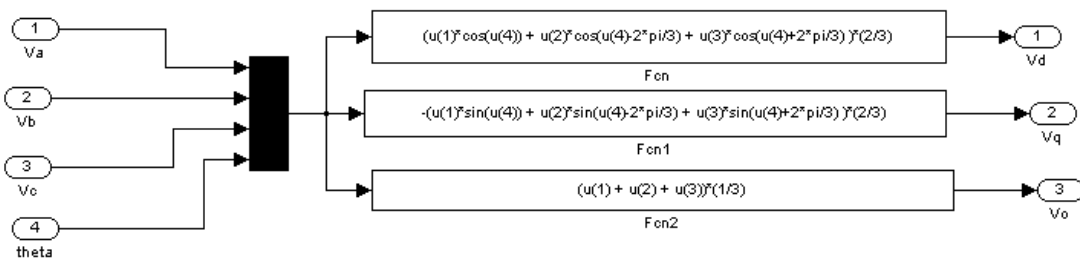 1
Va
2
Vb
3
Vc
4
theta
(u(1)*cos(u(4)) + u(2)*cos(u(4)-2*pi/3) + u(3)*cos(u(4)+2*pi/3) )*(2/3)
Fcn
1
Vd
-(u(1)*sin(u(4)) + u(2)*sin(u(4)-2*pi/3) + u(3)*sin(u(4)+2*pi/3) )*(2/3)
Fcn1
2
Vq
(u(1) + u(2) + u(3))*(1/3)
Fcn2
3
Vo